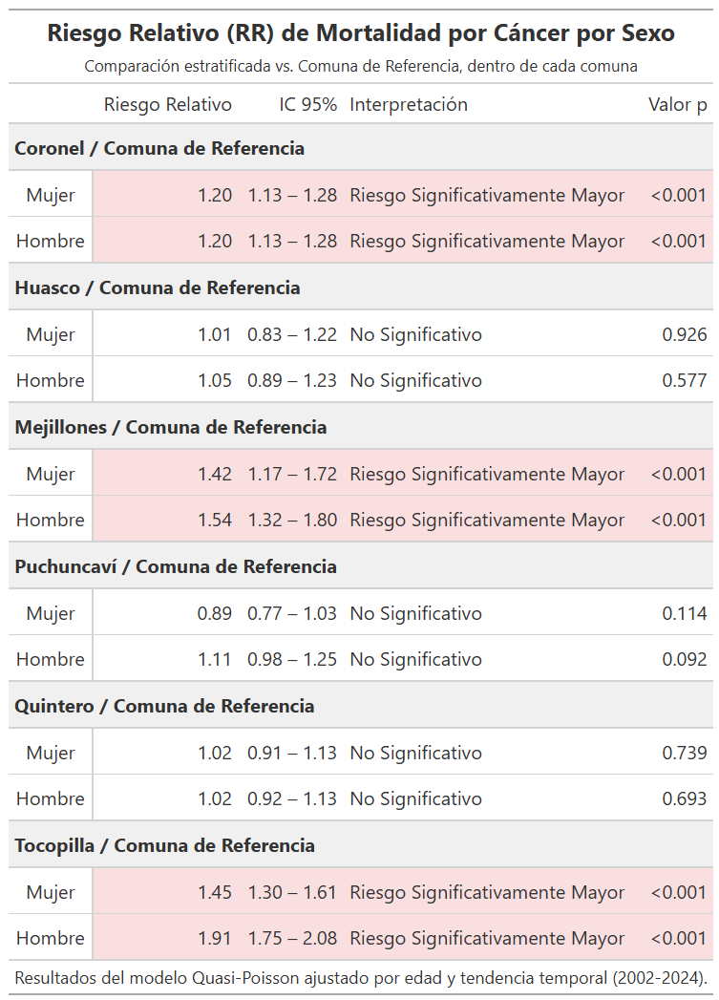 Riesgo Relativo (RR) de Mortalidad por Cáncer por Sexo
Comparación estratificada vs. Comuna de Referencia, dentro de cada comuna
Riesgo Relativo IC 95% Interpretación Valor p
Coronel / Comuna de Referencia
Mujer 1.20 1.13 – 1.28 Riesgo Significativamente Mayor <0.001
Hombre 1.20 1.13 – 1.28 Riesgo Significativamente Mayor <0.001
Huasco / Comuna de Referencia
Mujer 1.01 0.83 – 1.22 No Significativo 0.926
Hombre 1.05 0.89 – 1.23 No Significativo 0.577
Mejillones / Comuna de Referencia
Mujer 1.42 1.17 – 1.72 Riesgo Significativamente Mayor <0.001
Hombre 1.54 1.32 – 1.80 Riesgo Significativamente Mayor <0.001
Puchuncaví / Comuna de Referencia
Mujer 0.89 0.77 – 1.03 No Significativo 0.114
Hombre 1.11 0.98 – 1.25 No Significativo 0.092
Quintero / Comuna de Referencia
Mujer 1.02 0.91 – 1.13 No Significativo 0.739
Hombre 1.02 0.92 – 1.13 No Significativo 0.693
Tocopilla / Comuna de Referencia
Mujer 1.45 1.30 – 1.61 Riesgo Significativamente Mayor <0.001
Hombre 1.91 1.75 – 2.08 Riesgo Significativamente Mayor <0.001
Resultados del modelo Quasi-Poisson ajustado por edad y tendencia temporal (2002-2024).